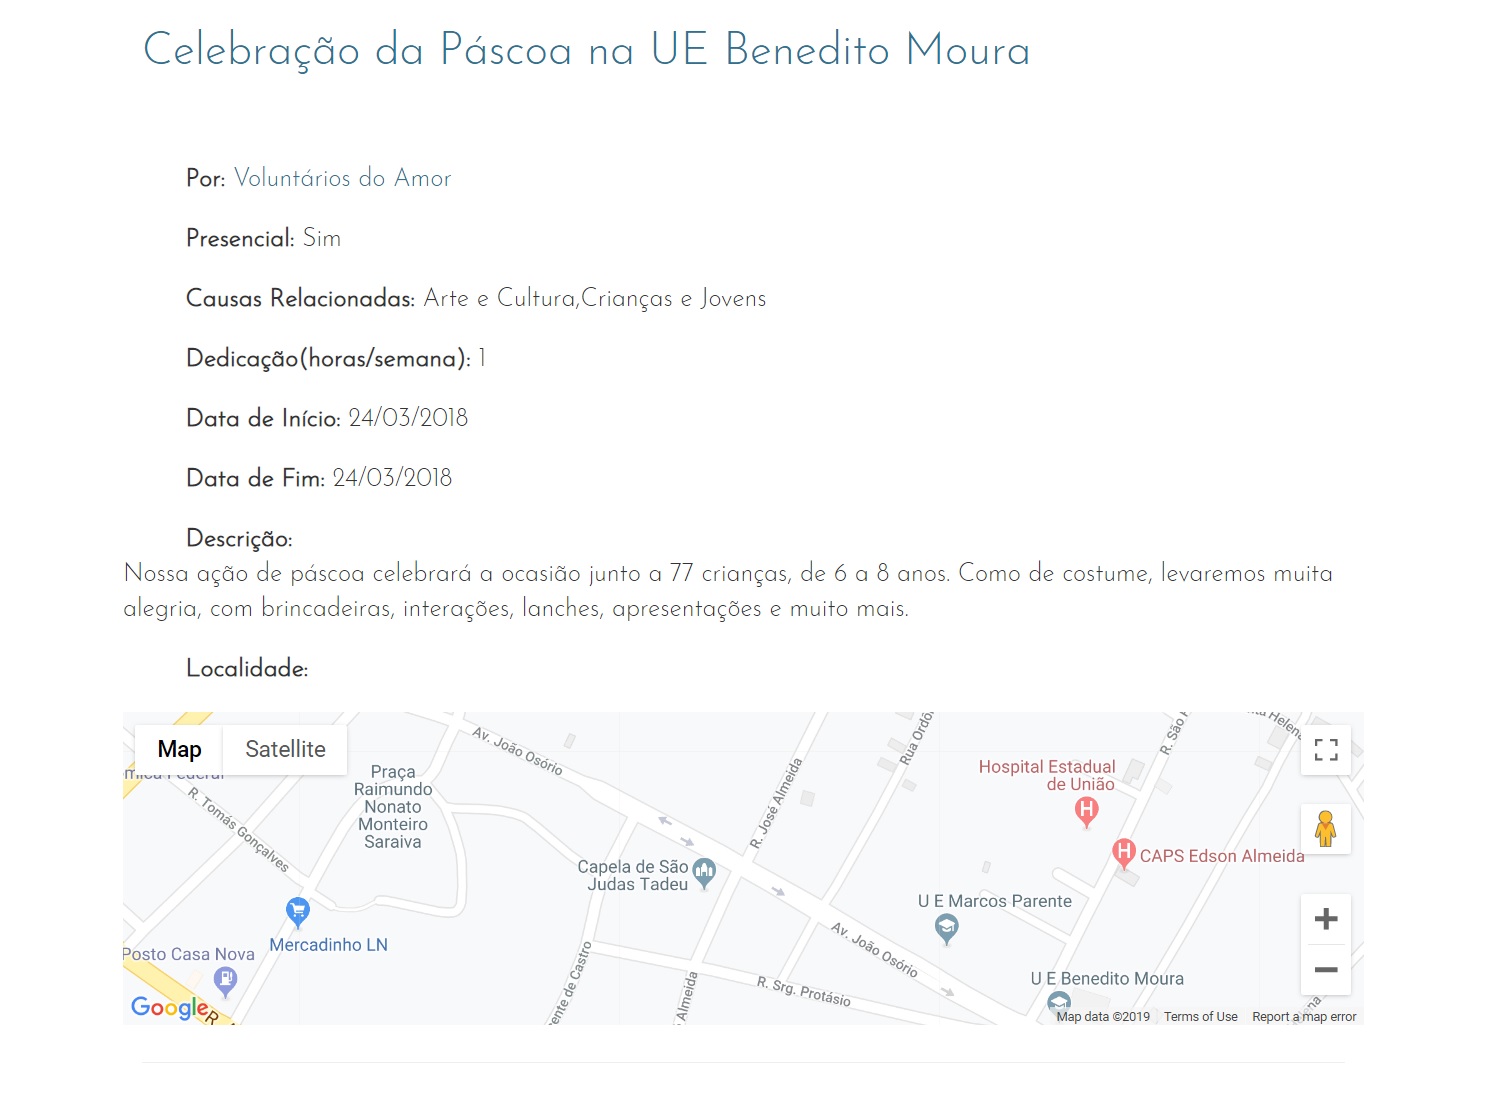 Celebração da Páscoa na UE Benedito Moura
Por: Voluntários do Amor
Presencial: Sim
Causas Relacionadas: Arte e Cultura,Crianças e Jovens
Dedicação(horas/semana): 1
Data de Início: 24/03/2018
Data de Fim: 24/03/2018
Descrição:
Nossa ação de páscoa celebrará a ocasião junto a 77 crianças, de 6 a 8 anos. Como de costume, levaremos muita
alegria, com brincadeiras, interações, lanches, apresentações e muito mais.
Localidade:
Map Satellite
Av. João Osório
Rua
R. São
Helena
Praça
Raimundo
Nonato
Monteiro
Saraiva
R. Tomás Gonçalves
R. José Almeida
Hospital Estadual
de União
CAPS Edson Almeida
Capela de São
Judas Tadeu
U E Marcos Parente
Mercadinho LN
Posto Casa Nova
Av. João Osório
de Castro
Almeida
R. Srg. Protásio
U E Benedito Moura
Google
Map data ©2019 Terms of Use Report a map error